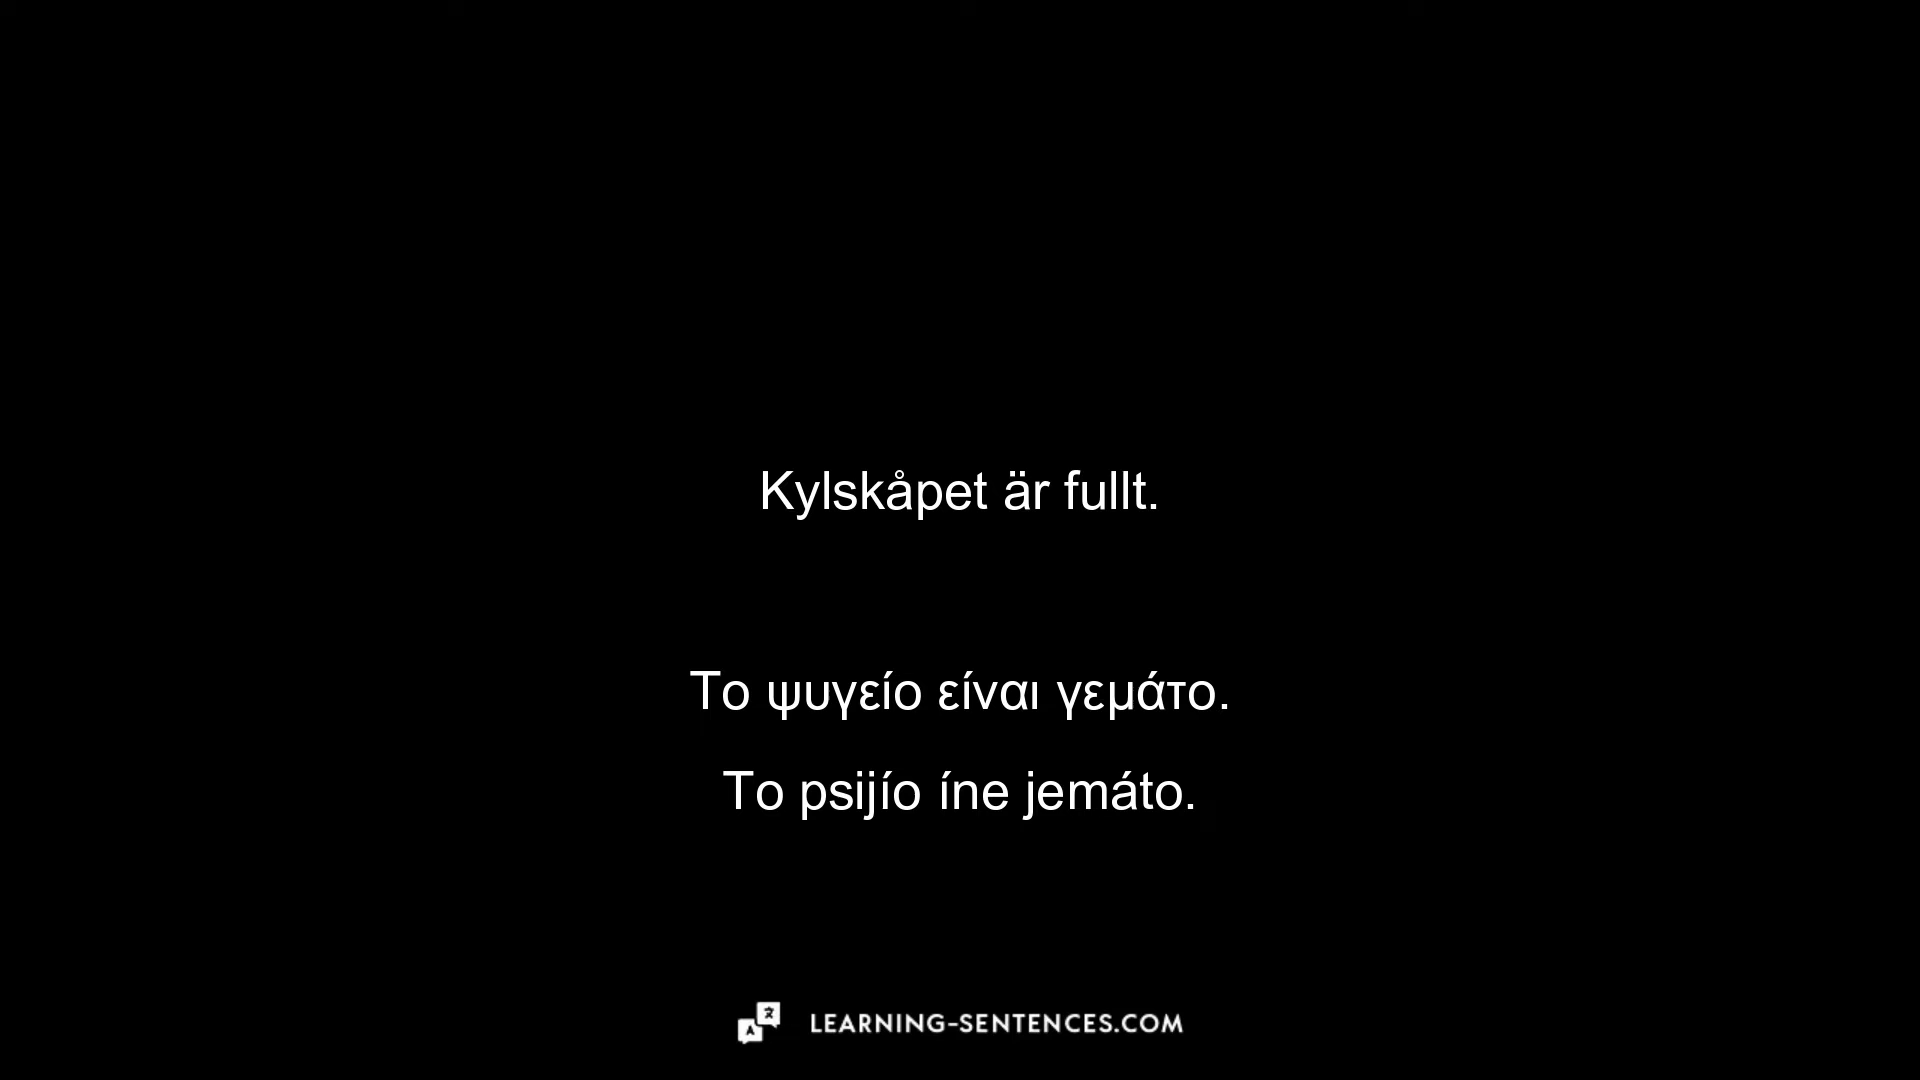 Kylskåpet är fullt.
Το ψυγείο είναι γεμάτο.
To psijío íne jemáto.
LEARNING-SENTENCES.COM